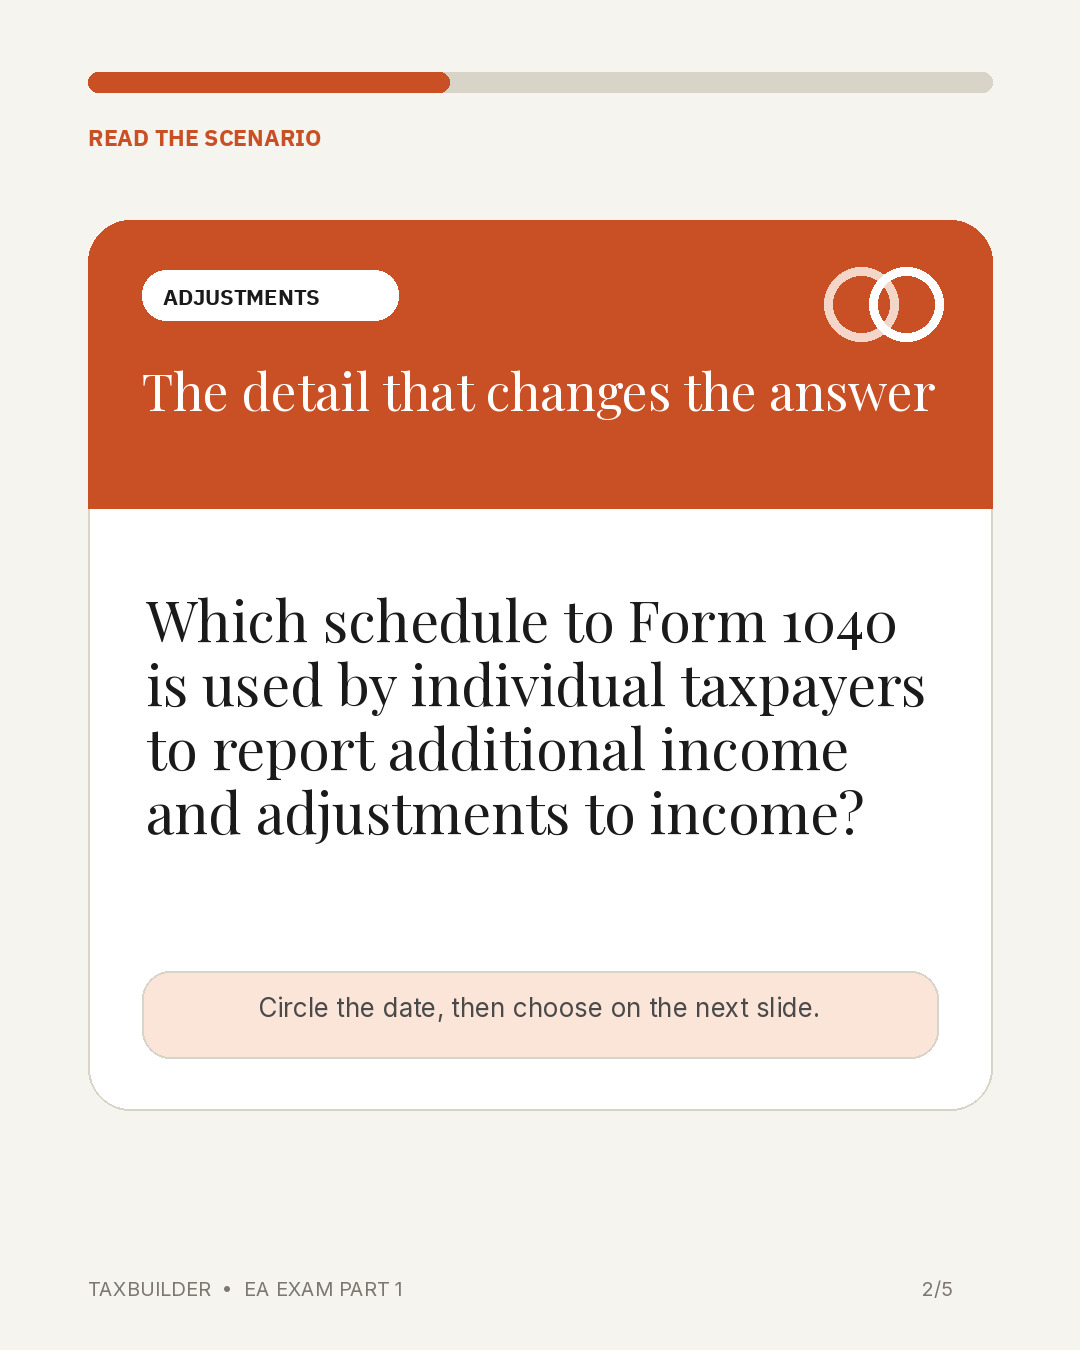 READ THE SCENARIO
ADJUSTMENTS
The detail that changes the answer
Which schedule to Form 1040
is used by individual taxpayers
to report additional income
and adjustments to income?
Circle the date, then choose on the next slide.
TAXBUILDER • EA EXAM PART 1
2/5